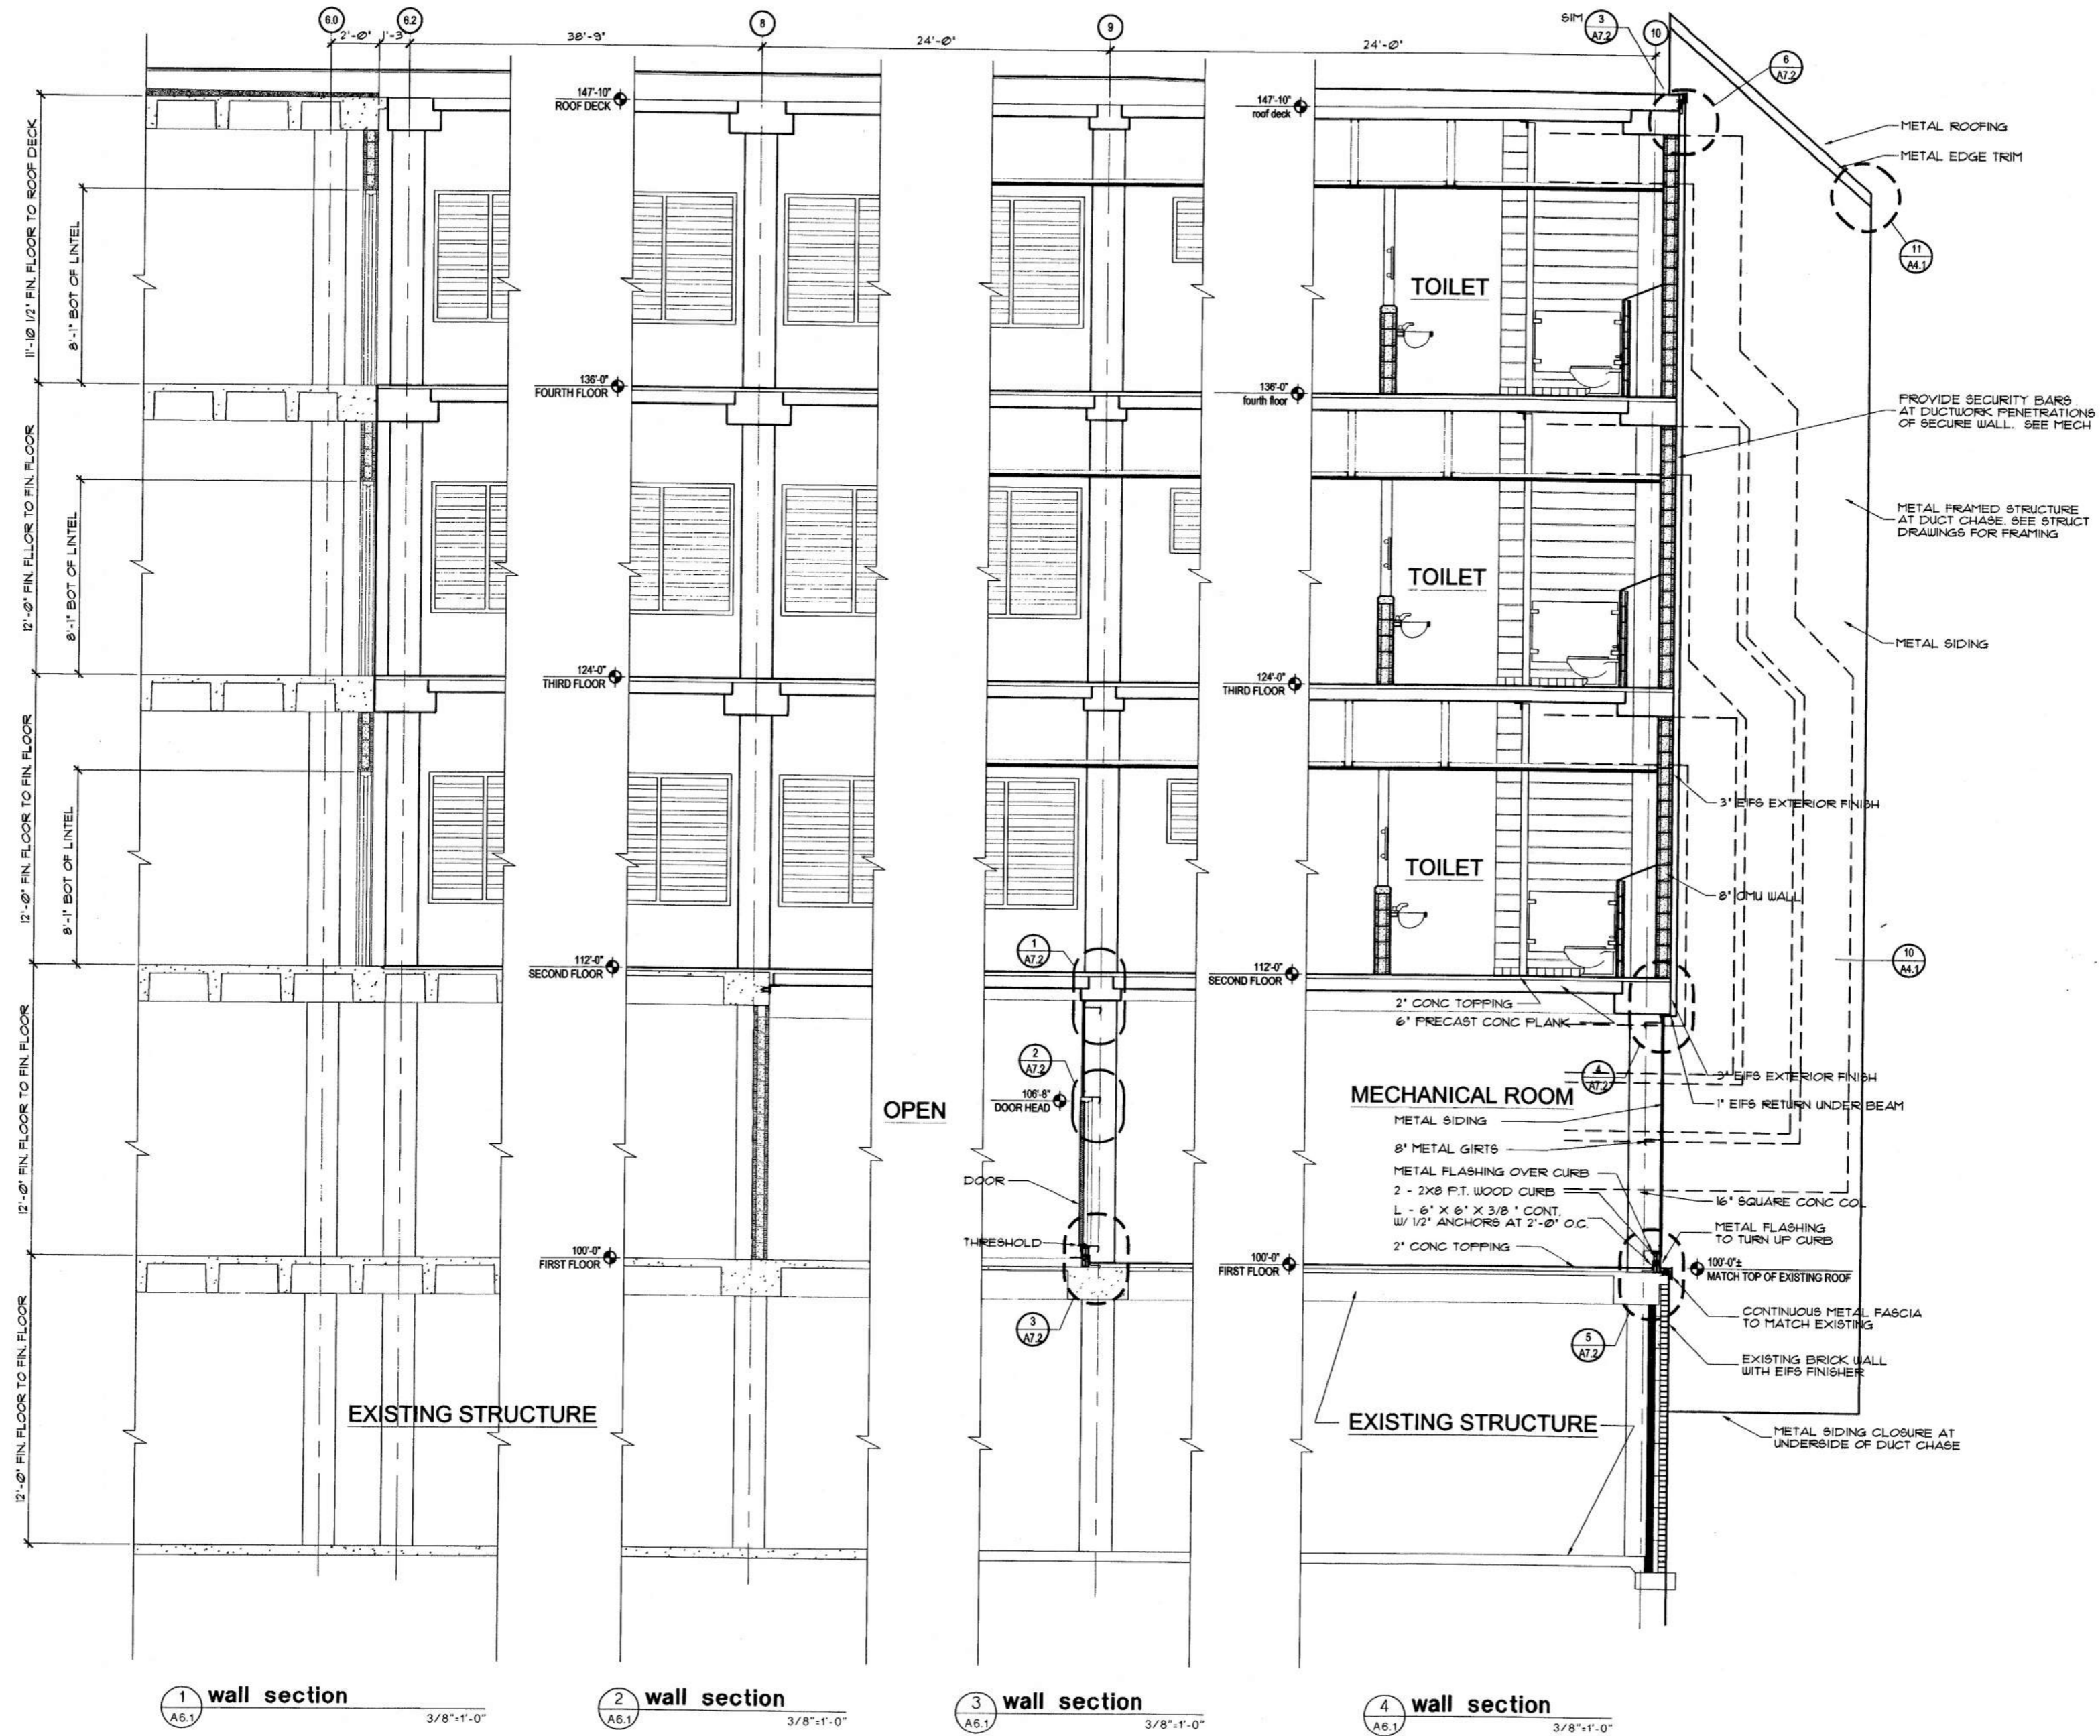 6.0
6.2
8
9
10
2'-0"
1'-3
38'-9"
24'-0"
24'-0"
SIM
3
A7.2
6
A7.2
METAL ROOFING
METAL EDGE TRIM
11
A4.1
11'-10 1/2" FIN. FLOOR TO ROOF DECK
8'-1" BOT OF LINTEL
12'-0" FIN. FLLOR TO FIN. FLOOR
8'-1" BOT OF LINTEL
12'-0" FIN. FLOOR TO FIN. FLOOR
8'-1" BOT OF LINTEL
12'-0" FIN. FLOOR TO FIN. FLOOR
12'-0" FIN. FLOOR TO FIN. FLOOR
147'-10"
ROOF DECK
136'-0"
FOURTH FLOOR
124'-0"
THIRD FLOOR
112'-0"
SECOND FLOOR
100'-0"
FIRST FLOOR
147'-10"
roof deck
136'-0"
fourth floor
124'-0"
THIRD FLOOR
112'-0"
SECOND FLOOR
100'-0"
FIRST FLOOR
TOILET
TOILET
TOILET
PROVIDE SECURITY BARS
AT DUCTWORK PENETRATIONS
OF SECURE WALL. SEE MECH
METAL FRAMED STRUCTURE
AT DUCT CHASE. SEE STRUCT
DRAWINGS FOR FRAMING
METAL SIDING
3" EIFS EXTERIOR FINISH
8" CMU WALL
10
A4.1
1
A7.2
2
A7.2
106'-8"
DOOR HEAD
OPEN
DOOR
THRESHOLD
3
A7.2
2" CONC TOPPING
6" PRECAST CONC PLANK
4
A7.2
3" EIFS EXTERIOR FINISH
1" EIFS RETURN UNDER BEAM
MECHANICAL ROOM
METAL SIDING
8" METAL GIRTS
METAL FLASHING OVER CURB
2 - 2X8 P.T. WOOD CURB
L - 6" X 6" X 3/8 " CONT.
W/ 1/2" ANCHORS AT 2'-0" O.C.
2" CONC TOPPING
16" SQUARE CONC COL
METAL FLASHING
TO TURN UP CURB
100'-0"±
MATCH TOP OF EXISTING ROOF
CONTINUOUS METAL FASCIA
TO MATCH EXISTING
5
A7.2
EXISTING BRICK WALL
WITH EIFS FINISHER
METAL SIDING CLOSURE AT
UNDERSIDE OF DUCT CHASE
EXISTING STRUCTURE
EXISTING STRUCTURE
1
A6.1
wall section
3/8"=1'-0"
2
A6.1
wall section
3/8"=1'-0"
3
A6.1
wall section
3/8"=1'-0"
4
A6.1
wall section
3/8"=1'-0"